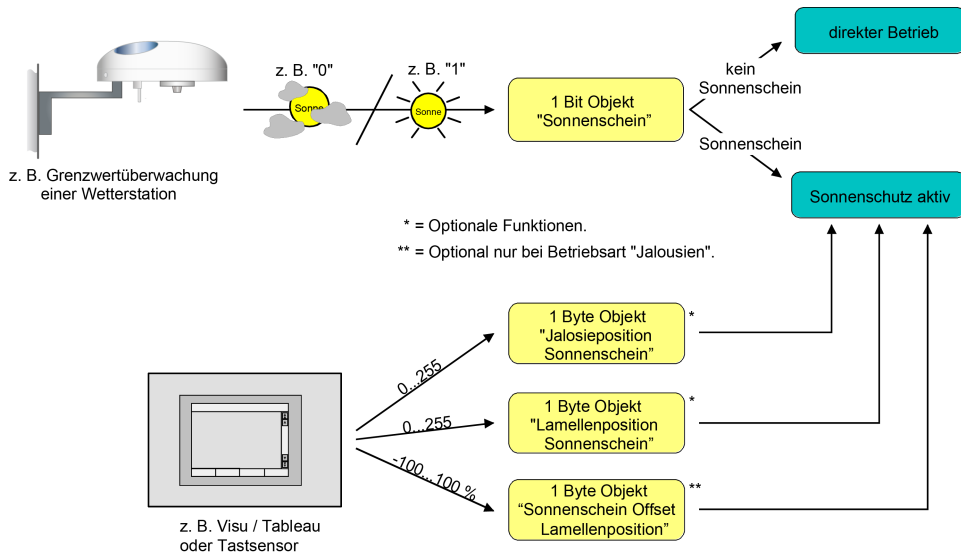 z. B. "0"
z. B. "1"
Sonne
Sonne
1 Bit Objekt
"Sonnenschein”
direkter Betrieb
kein
Sonnenschein
Sonnenschein
Sonnenschutz aktiv
z. B. Grenzwertüberwachung
einer Wetterstation
* = Optionale Funktionen.
** = Optional nur bei Betriebsart "Jalousien".
0...255
0...255
-100...100 %
1 Byte Objekt
"Jalosieposition
Sonnenschein”
*
1 Byte Objekt
"Lamellenposition
Sonnenschein”
*
1 Byte Objekt
“Sonnenschein Offset
Lamellenposition”
**
z. B. Visu / Tableau
oder Tastsensor